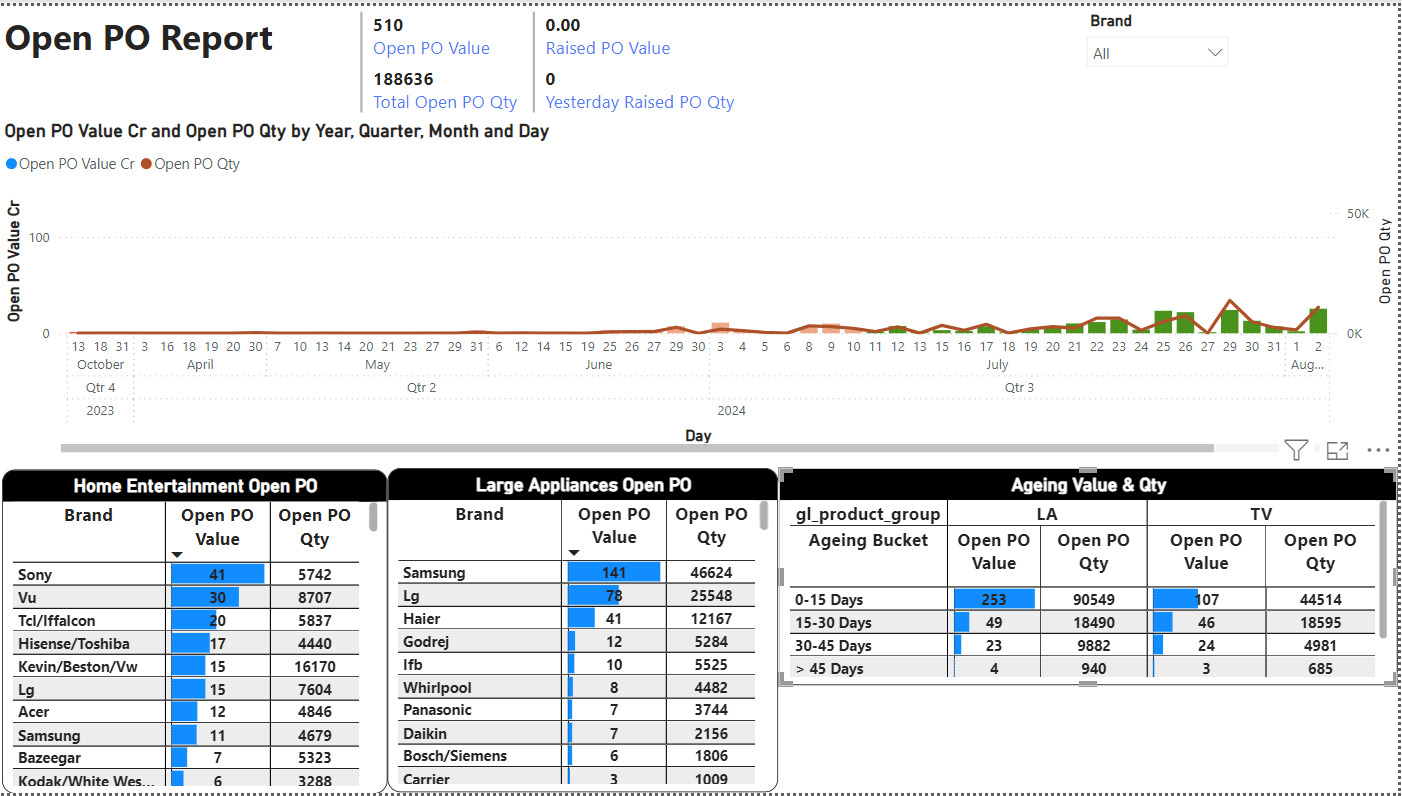 Open PO Report
510
Open PO Value
188636
Total Open PO Qty
0.00
Raised PO Value
0
Yesterday Raised PO Qty
Brand
All
Open PO Value Cr and Open PO Qty by Year, Quarter, Month and Day
Open PO Value Cr Open PO Qty
Open PO Value Cr
100
0
50K
0K
Open PO Qty
13 18 31 3 16 18 19 20 30 7 10 13 14 20 21 23 27 29 31 6 12 14 15 19 25 26 27 29 30 3 4 5 6 8 9 10 11 12 13 15 16 17 18 19 20 21 22 23 24 25 26 27 29 30 31 1 2
October April May June July Aug...
Qtr 4 Qtr 2 Qtr 3
2023 2024
Day
Home Entertainment Open PO
Brand Open PO Value Open PO Qty
Sony 41 5742
Vu 30 8707
Tcl/Iffalcon 20 5837
Hisense/Toshiba 17 4440
Kevin/Beston/Vw 15 16170
Lg 15 7604
Acer 12 4846
Samsung 11 4679
Bazeegar 7 5323
Kodak/White Wes... 6 3288
Large Appliances Open PO
Brand Open PO Value Open PO Qty
Samsung 141 46624
Lg 78 25548
Haier 41 12167
Godrej 12 5284
Ifb 10 5525
Whirlpool 8 4482
Panasonic 7 3744
Daikin 7 2156
Bosch/Siemens 6 1806
Carrier 3 1009
Ageing Value & Qty
gl_product_group LA TV
Ageing Bucket Open PO Value Open PO Qty Open PO Value Open PO Qty
0-15 Days 253 90549 107 44514
15-30 Days 49 18490 46 18595
30-45 Days 23 9882 24 4981
> 45 Days 4 940 3 685